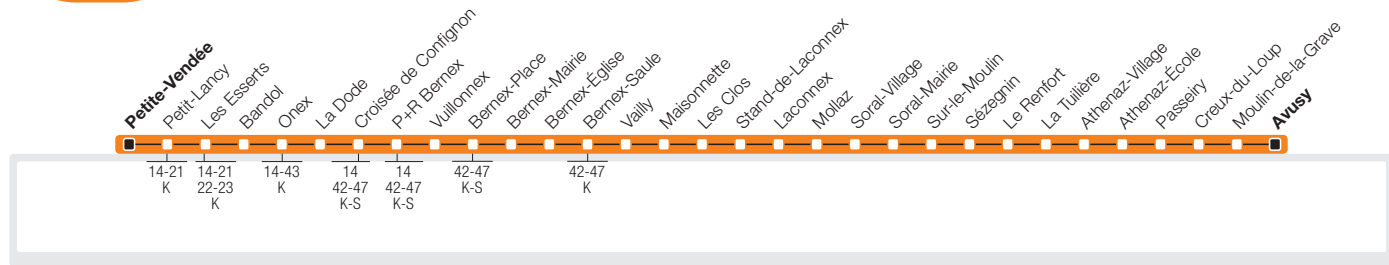 Petite-Vendée
Petit-Lancy
Les Esserts
Bandol
Onex
La Dode
Croisée de Confignon
P+R Bernex
Vuillonnex
Bernex-Place
Bernex-Mairie
Bernex-Église
Bernex-Saule
Vailly
Maisonnette
Les Clos
Stand-de-Laconnex
Laconnex
Mollaz
Soral-Village
Soral-Mairie
Sur-le-Moulin
Sézegnin
Le Renfort
La Tuilière
Athenaz-Village
Athenaz-École
Passeiry
Creux-du-Loup
Moulin-de-la-Grave
Avusy
14-21
K
14-21
22-23
K
14-43
K
14
42-47
K-S
14
42-47
K-S
42-47
K-S
42-47
K